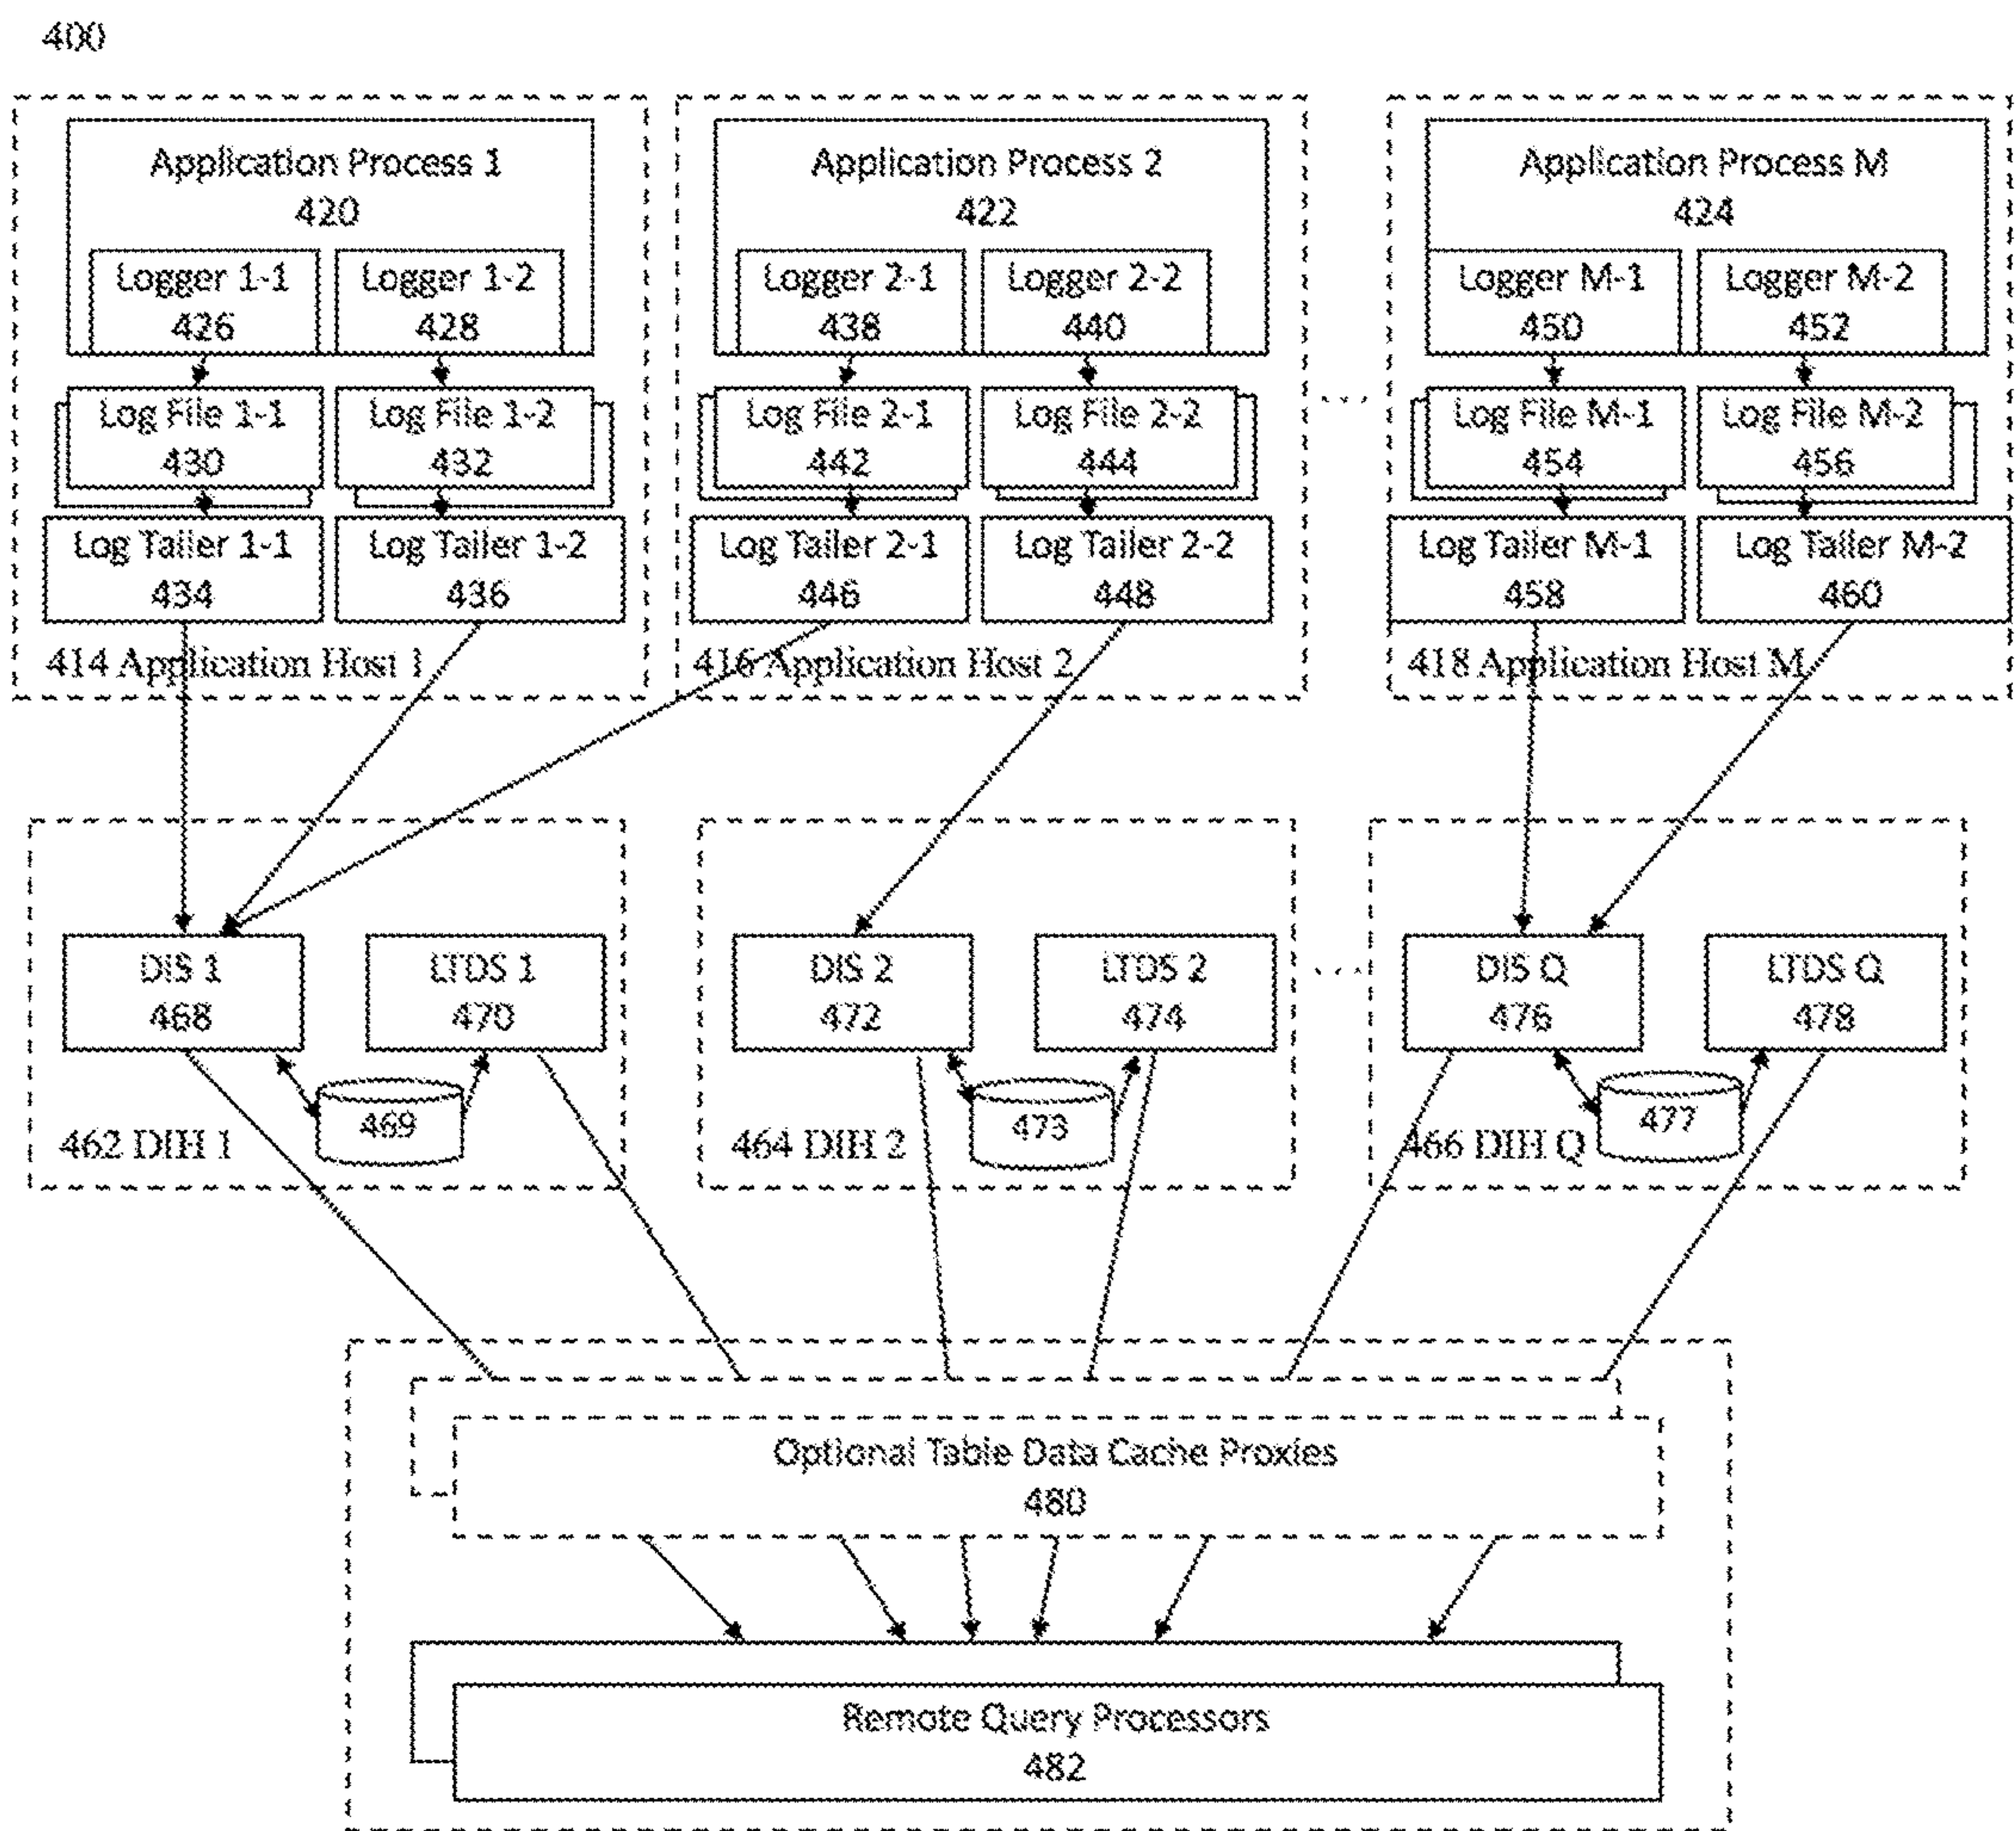 400
Application Process 1
420
Application Process 2
422
Application Process M
424
Logger 1-1
426
Logger 1-2
428
Logger 2-1
438
Logger 2-2
440
Logger M-1
450
Logger M-2
452
Log File 1-1
430
Log File 1-2
432
Log File 2-1
442
Log File 2-2
444
. . .
Log File M-1
454
Log File M-2
456
Log Tailer 1-1
434
Log Tailer 1-2
436
Log Tailer 2-1
446
Log Tailer 2-2
448
Log Tailer M-1
458
Log Tailer M-2
460
414 Application Host 1
416 Application Host 2
418 Application Host M
DIS 1
468
LTDS 1
470
DIS 2
472
LTDS 2
474
. . .
DIS Q
476
LTDS Q
478
469
473
477
462 DIH 1
464 DIH 2
466 DIH Q
Optional Table Data Cache Proxies
480
Remote Query Processors
482